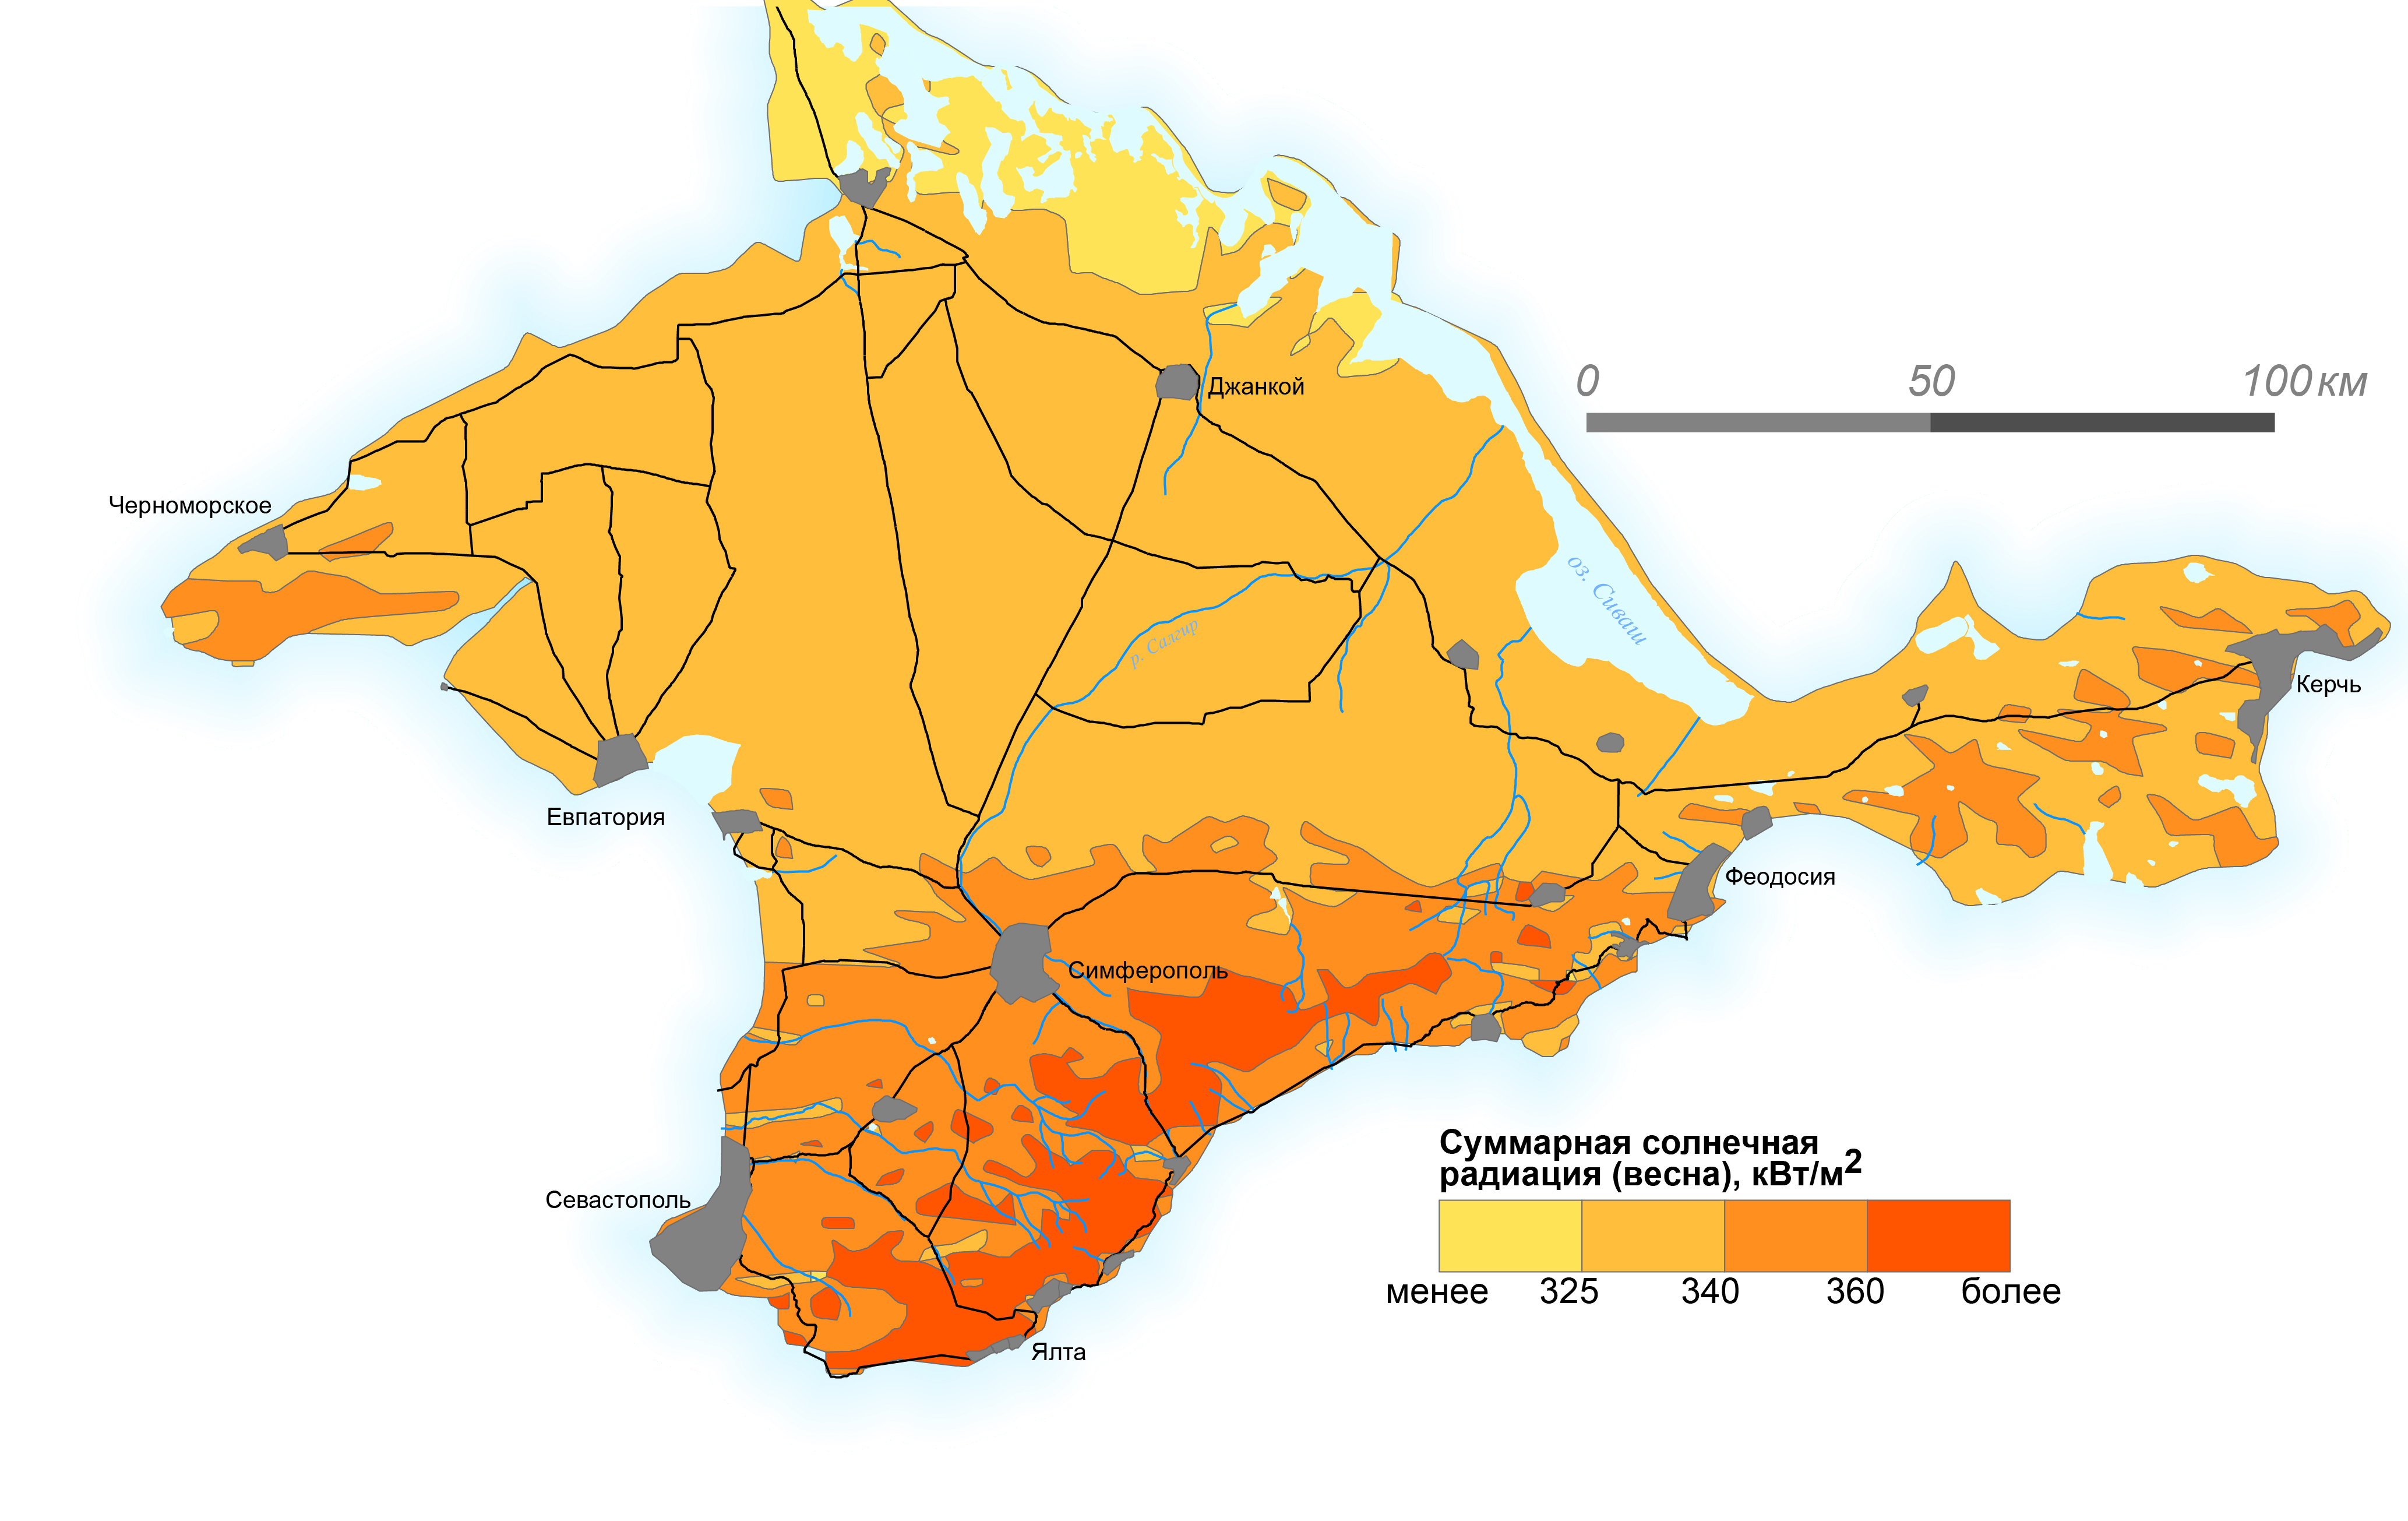 0 50 100 км
Джанкой
Черноморское
оз. Сиваш
р. Салгир
Керчь
Евпатория
Феодосия
Симферополь
Севастополь
Ялта
Суммарная солнечная
радиация (весна), кВт/м2
менее 325 340 360 более